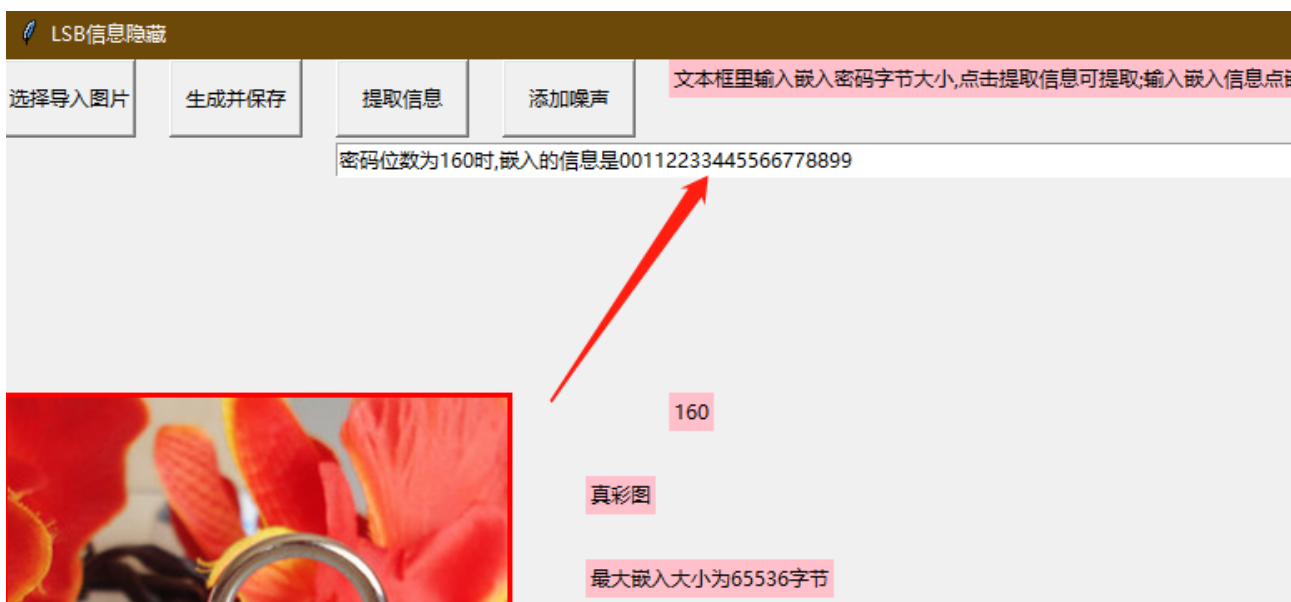 LSB信息隐藏
选择导入图片 生成并保存 提取信息 添加噪声
文本框里输入嵌入密码字节大小,点击提取信息可提取;输入嵌入信息点
密码位数为160时,嵌入的信息是00112233445566778899
160
真彩图
最大嵌入大小为65536字节